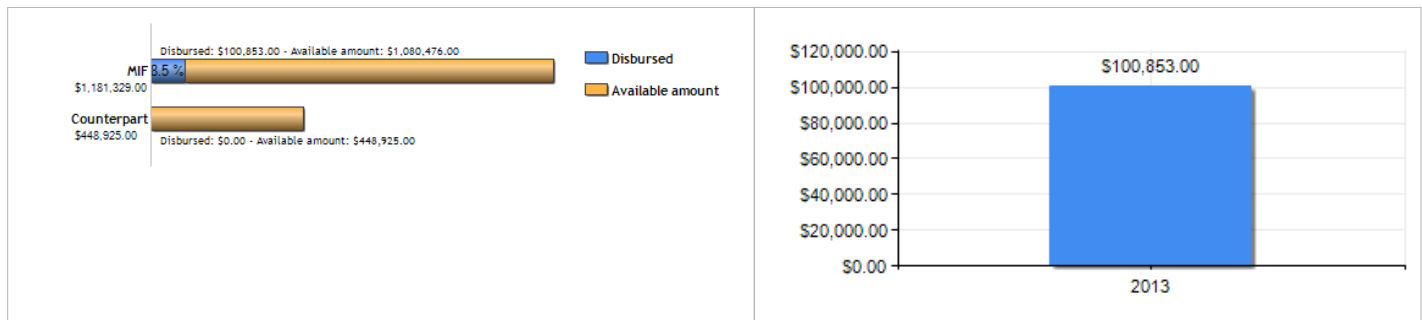 Disbursed: $100,853.00 - Available amount: $1,080,476.00
MIF
8.5 %
$1,181,329.00
Counterpart
$448,925.00
Disbursed: $0.00 - Available amount: $448,925.00
Disbursed
Available amount
$120,000.00
$100,000.00
$80,000.00
$60,000.00
$40,000.00
$20,000.00
$0.00
$100,853.00
2013